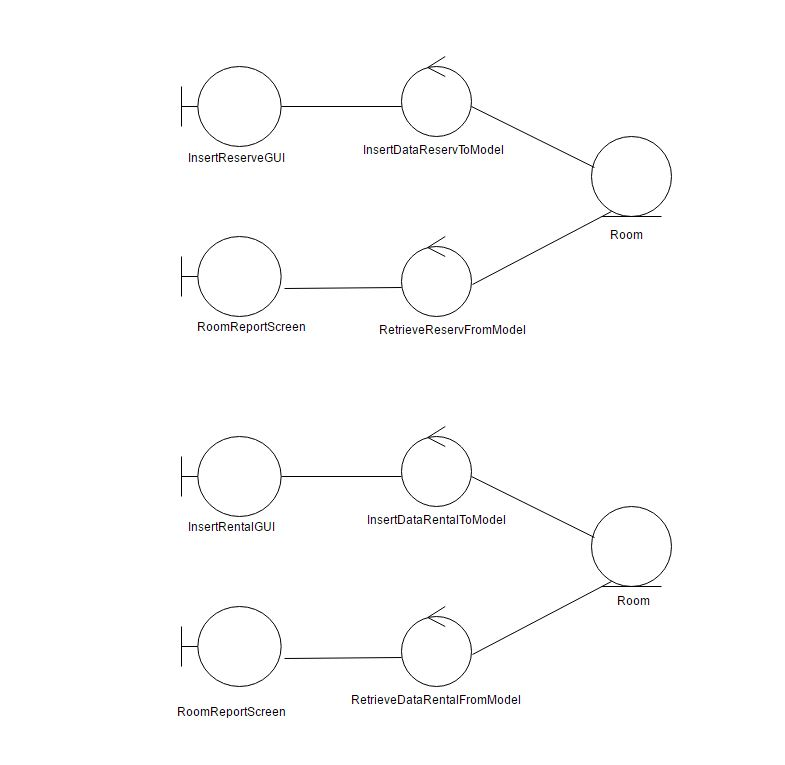 InsertReserveGUI
InsertDataReservToModel
Room
RoomReportScreen
RetrieveReservFromModel
InsertRentalGUI
InsertDataRentalToModel
Room
RoomReportScreen
RetrieveDataRentalFromModel